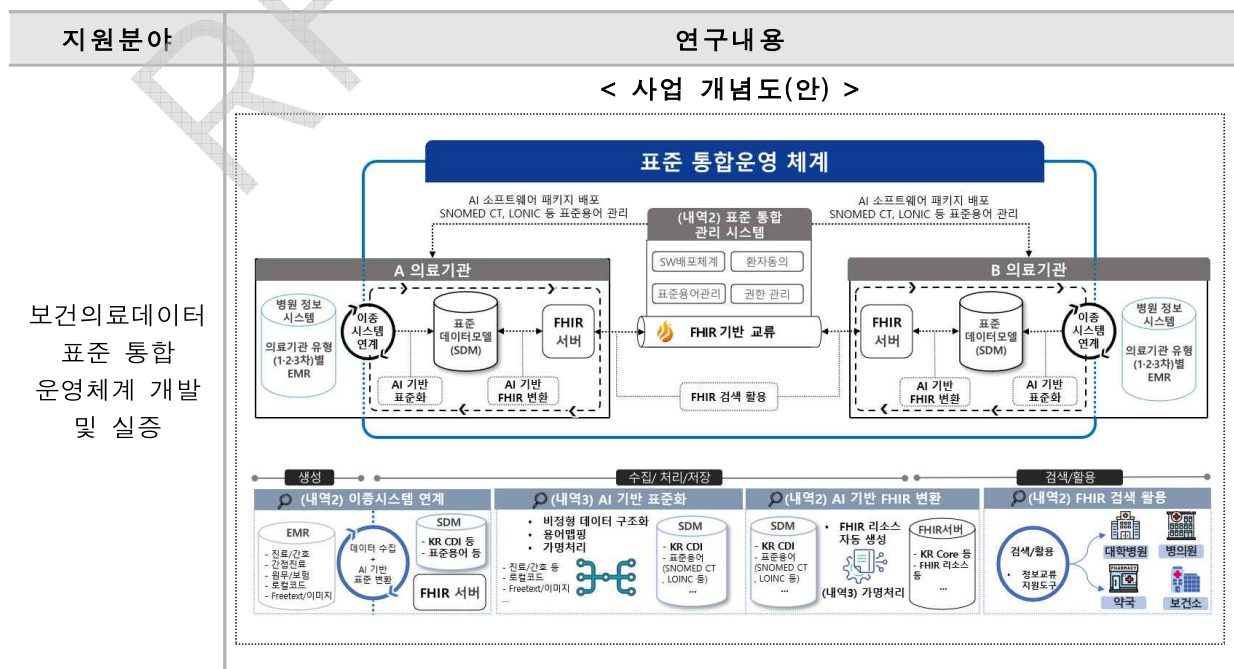 지원분야
연구내용
보건의료데이터
표준 통합
운영체계 개발
및 실증
< 사업 개념도(안) >
표준 통합운영 체계
AI 소프트웨어 패키지 배포
SNOMED CT, LONIC 등 표준용어 관리
(내역2) 표준 통합
관리 시스템
SW배포체계
환자동의
표준용어관리
권한 관리
AI 소프트웨어 패키지 배포
SNOMED CT, LONIC 등 표준용어 관리
A 의료기관
병원 정보
시스템
의료기관 유형
(1·2·3차)별
EMR
이종
시스템
연계
표준
데이터모델
(SDM)
FHIR
서버
AI 기반
표준화
AI 기반
FHIR 변환
FHIR 기반 교류
FHIR 검색 활용
B 의료기관
FHIR
서버
표준
데이터모델
(SDM)
이종
시스템
연계
병원 정보
시스템
의료기관 유형
(1·2·3차)별
EMR
AI 기반
FHIR 변환
AI 기반
표준화
생성
수집/ 처리/저장
검색/활용
(내역2) 이종시스템 연계
EMR
- 진료/간호
- 간접진료
- 원무/보험
- 로컬코드
- Freetext/이미지
데이터 수집
+
AI 기반
표준 변환
SDM
- KR CDI 등
- 표준용어 등
FHIR 서버
(내역3) AI 기반 표준화
• 비정형 데이터 구조화
• 용어맵핑
• 가명처리
- 진료/간호 등
- 로컬코드
- Freetext/이미지
...
SDM
- KR CDI
- 표준용어
(SNOMED CT
, LOINC 등)
...
(내역2) AI 기반 FHIR 변환
SDM
- KR CDI
- 표준용어
(SNOMED CT
, LOINC 등)
...
• FHIR 리소스
자동 생성
(내역3) 가명처리
FHIR서버
- KR Core 등
- FHIR 리소스
등
...
(내역2) FHIR 검색 활용
검색/활용
• 정보교류
지원도구
대학병원
병의원
PHARMACY
약국
보건소